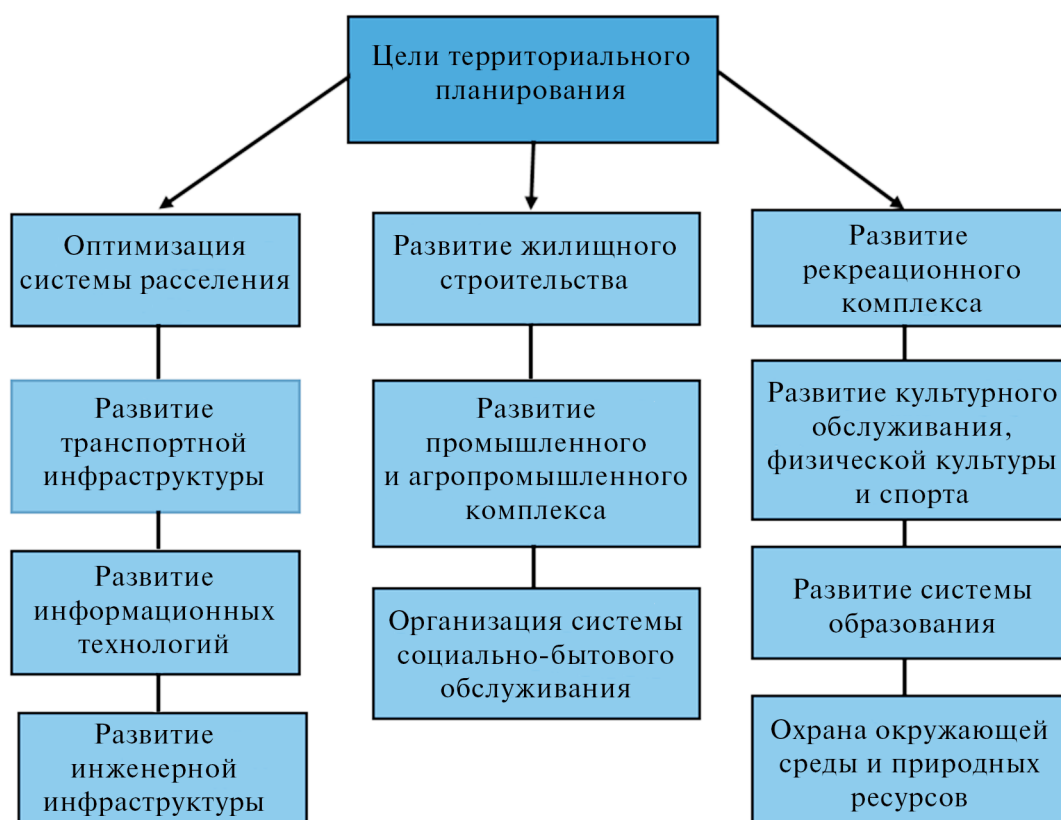 Цели территориального
планирования
Оптимизация
системы расселения
Развитие
транспортной
инфраструктуры
Развитие
информационных
технологий
Развитие
инженерной
инфраструктуры
Развитие жилищного
строительства
Развитие
промышленного
и агропромышленного
комплекса
Организация системы
социально-бытового
обслуживания
Развитие
рекреационного
комплекса
Развитие культурного
обслуживания,
физической культуры
и спорта
Развитие системы
образования
Охрана окружающей
среды и природных
ресурсов